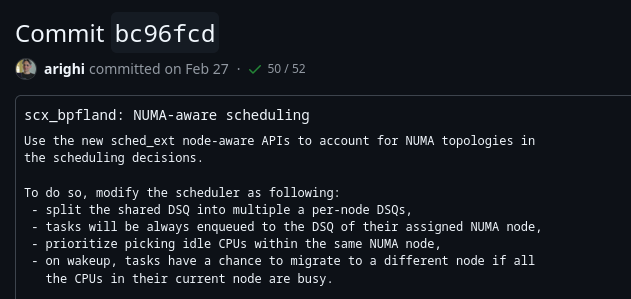 Commit bc96fcd
arighi committed on Feb 27 · 50 / 52
scx_bpfland: NUMA-aware scheduling
Use the new sched_ext node-aware APIs to account for NUMA topologies in
the scheduling decisions.
To do so, modify the scheduler as following:
- split the shared DSQ into multiple a per-node DSQs,
- tasks will be always enqueued to the DSQ of their assigned NUMA node,
- prioritize picking idle CPUs within the same NUMA node,
- on wakeup, tasks have a chance to migrate to a different node if all
the CPUs in their current node are busy.